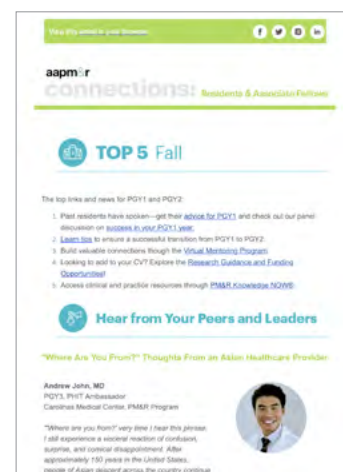 View this email in your browser
aapm&r
connections: Residents & Associate Fellows
TOP 5 Fall
The top links and news for PGY1 and PGY2:
1. Past residents have spoken—get their advice for PGY1 and check out our panel
discussion on success in your PGY1 year.
2. Learn tips to ensure a successful transition from PGY1 to PGY2.
3. Build valuable connections though the Virtual Mentoring Program.
4. Looking to add to your CV? Explore the Research Guidance and Funding
Opportunities!
5. Access clinical and practice resources through PM&R Knowledge NOW®.
Hear from Your Peers and Leaders
"Where Are You From?" Thoughts From an Asian Healthcare Provider
Andrew John, MD
PGY3, PHiT Ambassador
Carolinas Medical Center, PM&R Program
"Where are you from?" very time I hear this phrase
I still experience a visceral reaction of confusion,
surprise, and comical disappointment. After
approximately 150 years in the United States,
people of Asian descent across the country continue